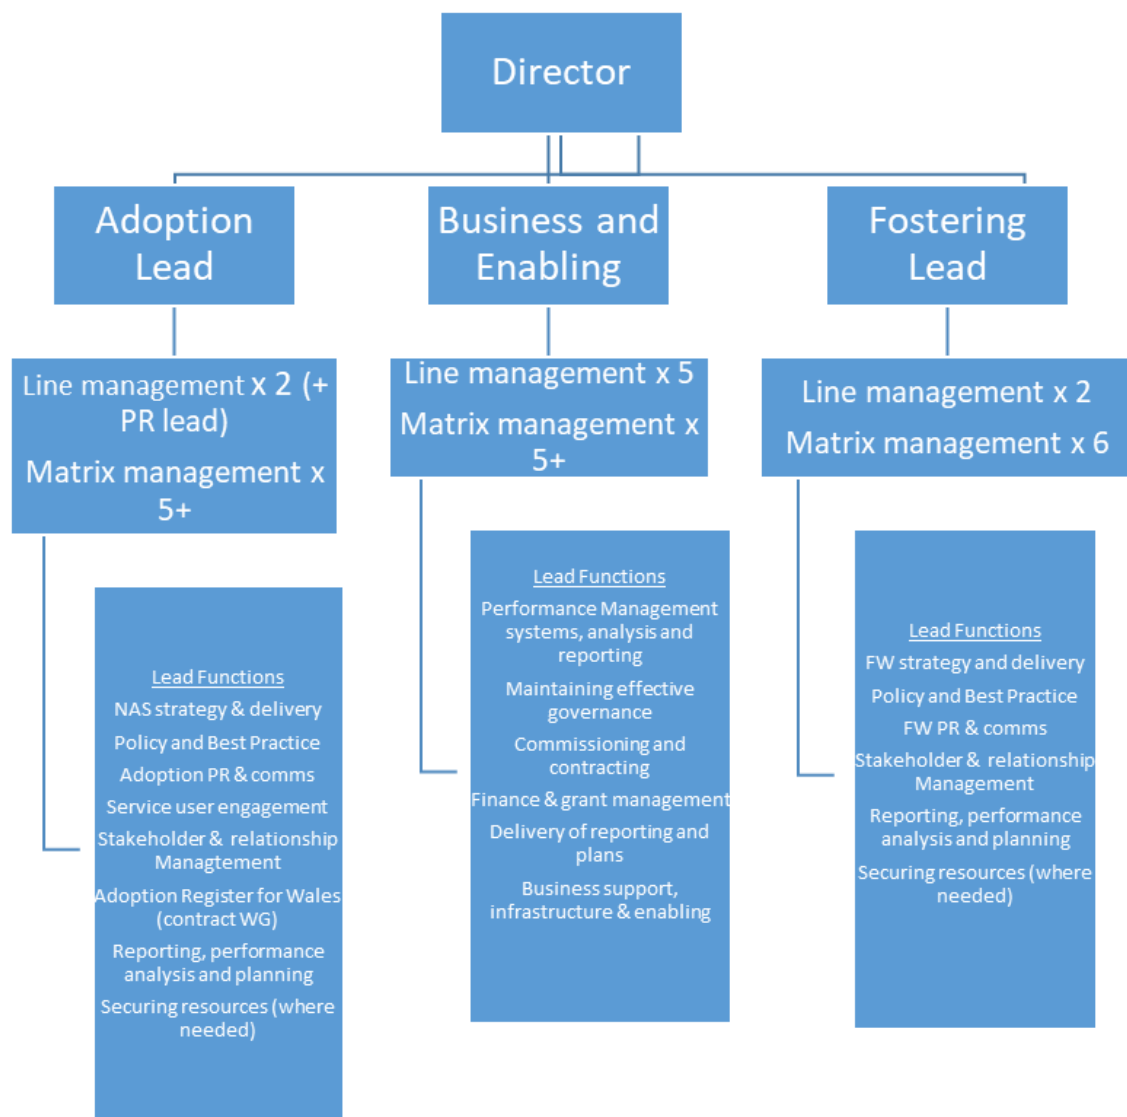 Director
Adoption
Lead
Business and
Enabling
Fostering
Lead
Line management x 2 (+
PR lead)
Matrix management x
5+
Line management x 5
Matrix management x
5+
Line management x 2
Matrix management x 6
Lead Functions
NAS strategy & delivery
Policy and Best Practice
Adoption PR & comms
Service user engagement
Stakeholder & relationship
Managtement
Adoption Register for Wales
(contract WG)
Reporting, performance
analysis and planning
Securing resources (where
needed)
Lead Functions
Performance Management
systems, analysis and
reporting
Maintaining effective
governance
Commissioning and
contracting
Finance & grant management
Delivery of reporting and
plans
Business support,
infrastructure & enabling
Lead Functions
FW strategy and delivery
Policy and Best Practice
FW PR & comms
Stakeholder & relationship
Management
Reporting, performance
analysis and planning
Securing resources (where
needed)